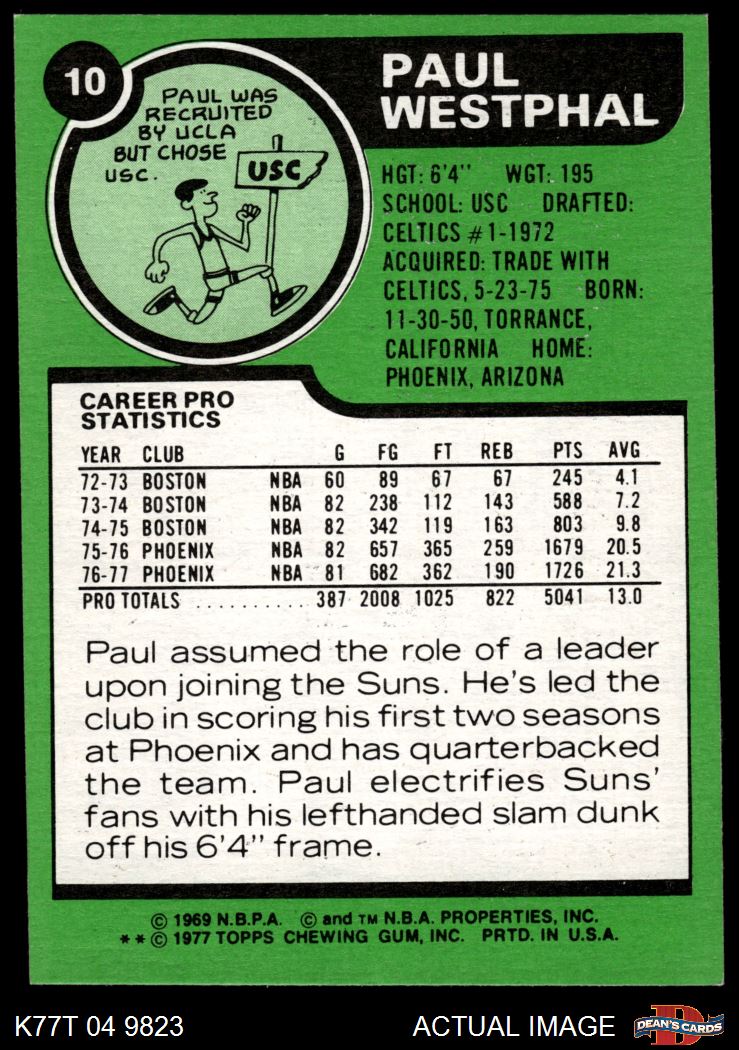 10
PAUL WAS
RECRUITED
BY UCLA
BUT CHOSE
USC.
USC
PAUL
WESTPHAL
HGT: 6'4" WGT: 195
SCHOOL: USC DRAFTED:
CELTICS #1-1972
ACQUIRED: TRADE WITH
CELTICS, 5-23-75 BORN:
11-30-50, TORRANCE,
CALIFORNIA HOME:
PHOENIX, ARIZONA
CAREER PRO
STATISTICS
YEAR CLUB G FG FT REB PTS AVG
72-73 BOSTON NBA 60 89 67 67 245 4.1
73-74 BOSTON NBA 82 238 112 143 588 7.2
74-75 BOSTON NBA 82 342 119 163 803 9.8
75-76 PHOENIX NBA 82 657 365 259 1679 20.5
76-77 PHOENIX NBA 81 682 362 190 1726 21.3
PRO TOTALS .......... 387 2008 1025 822 5041 13.0
Paul assumed the role of a leader
upon joining the Suns. He's led the
club in scoring his first two seasons
at Phoenix and has quarterbacked
the team. Paul electrifies Suns'
fans with his lefthanded slam dunk
off his 6'4" frame.
© 1969 N.B.P.A. © and TM N.B.A. PROPERTIES, INC.
**© 1977 TOPPS CHEWING GUM, INC. PRTD. IN U.S.A.
K77T 04 9823 ACTUAL IMAGE D DEAN'S CARDS